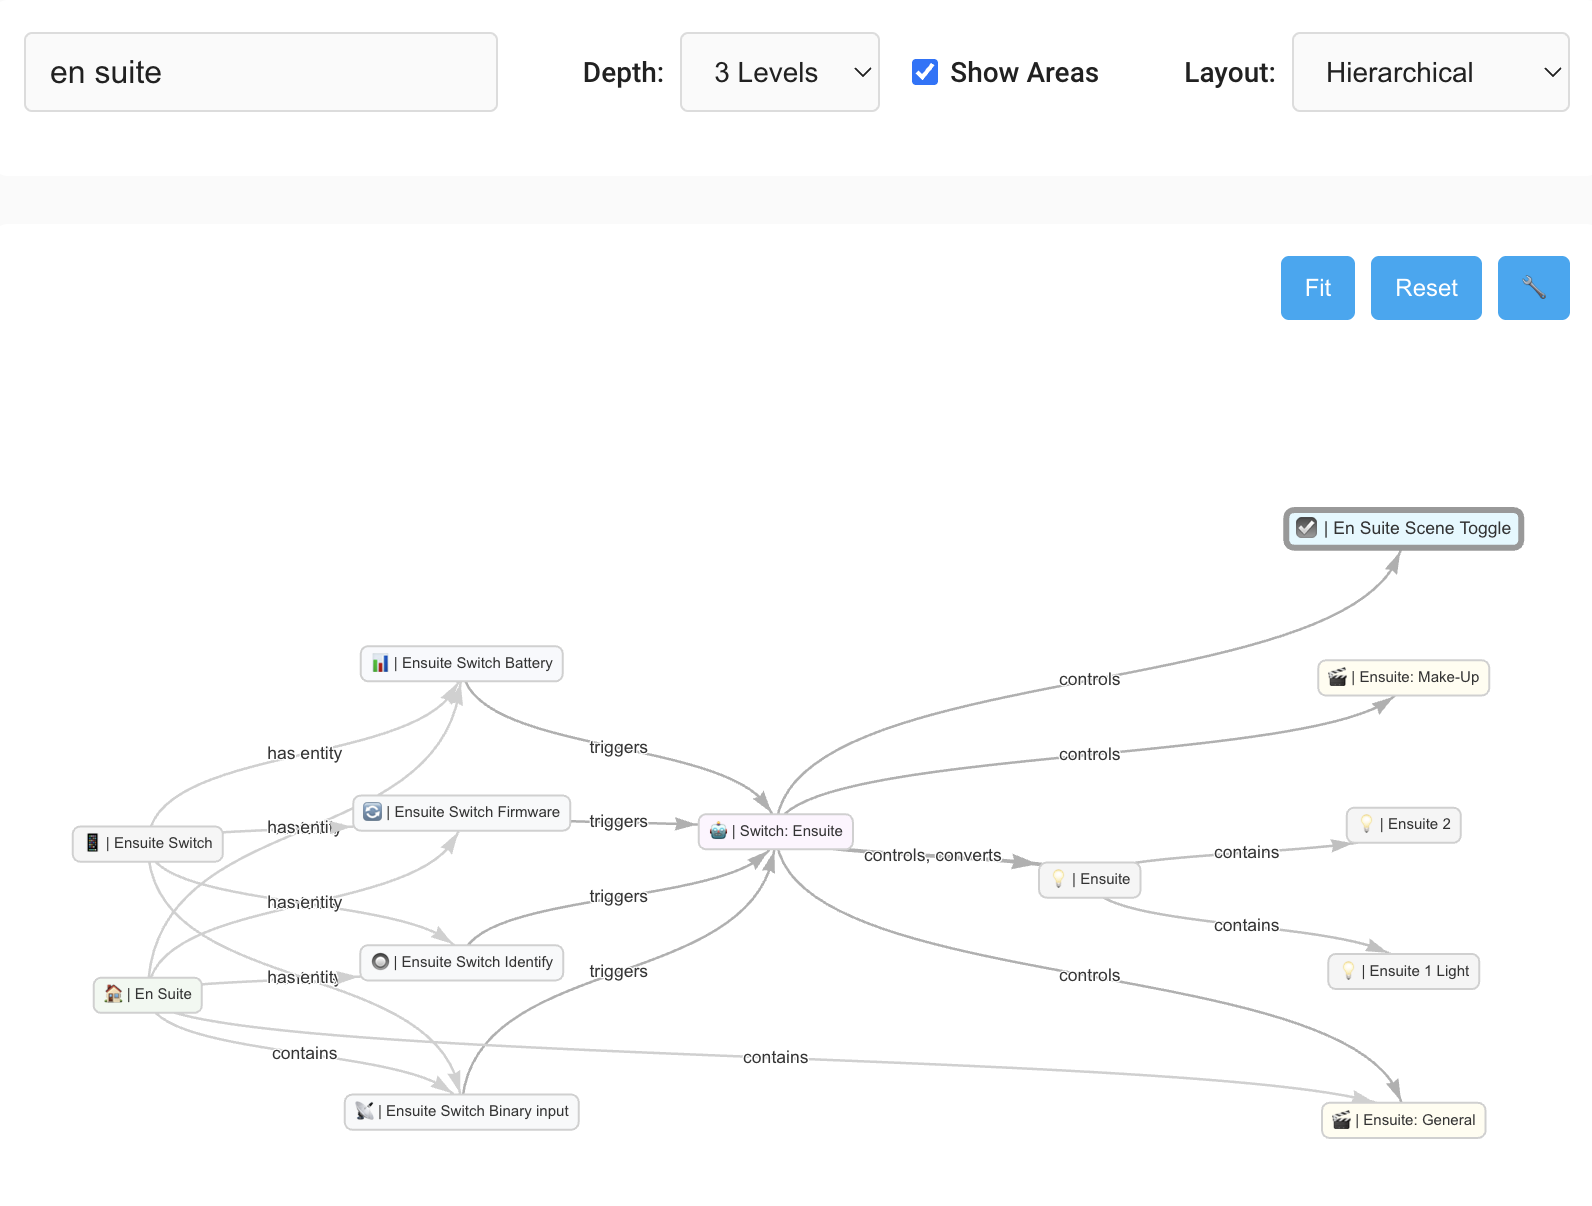 en suite
Depth:
3 Levels
Show Areas
Layout:
Hierarchical
Fit
Reset
| En Suite Scene Toggle
| Ensuite Switch Battery
| Ensuite: Make-Up
controls
triggers
has entity
controls
| Ensuite Switch Firmware
triggers
has entity
| Ensuite Switch
| Switch: Ensuite
| Ensuite 2
controls, converts
contains
| Ensuite
triggers
has entity
contains
| Ensuite Switch Identify
triggers
has entity
controls
| Ensuite 1 Light
| En Suite
contains
contains
| Ensuite Switch Binary input
| Ensuite: General